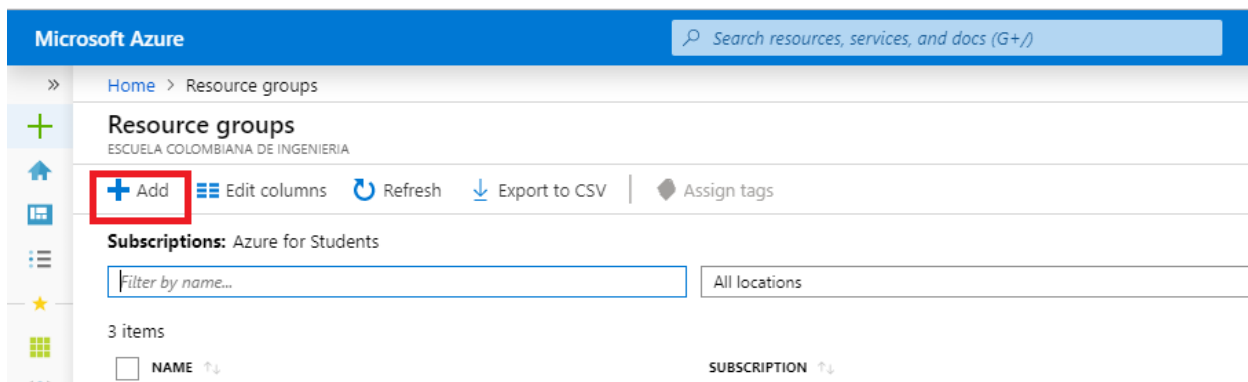 Microsoft Azure
Search resources, services, and docs (G+/)
Home > Resource groups
Resource groups
ESCUELA COLOMBIANA DE INGENIERIA
Add Edit columns Refresh Export to CSV Assign tags
Subscriptions: Azure for Students
Filter by name... All locations
3 items
NAME SUBSCRIPTION